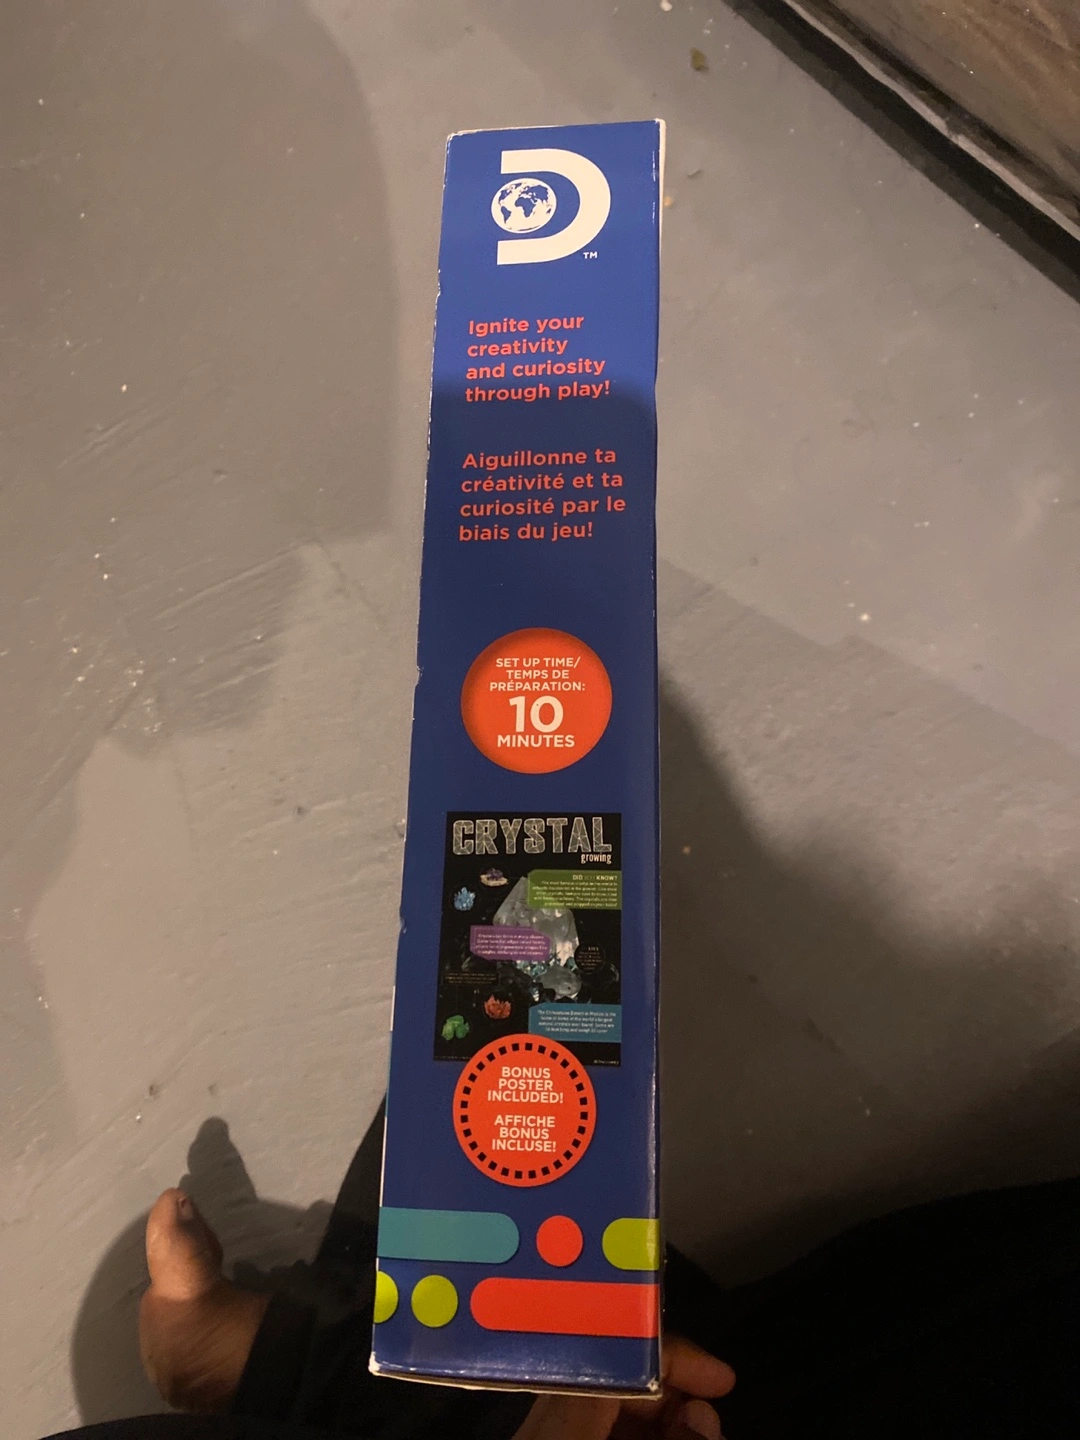 TM
Ignite your
creativity
and curiosity
through play!
Aiguillonne ta
créativité et ta
curiosité par le
biais du jeu!
SET UP TIME/
TEMPS DE
PRÉPARATION:
10
MINUTES
CRYSTAL
growing
DID YOU KNOW?
BONUS
POSTER
INCLUDED!
AFFICHE
BONUS
INCLUSE!